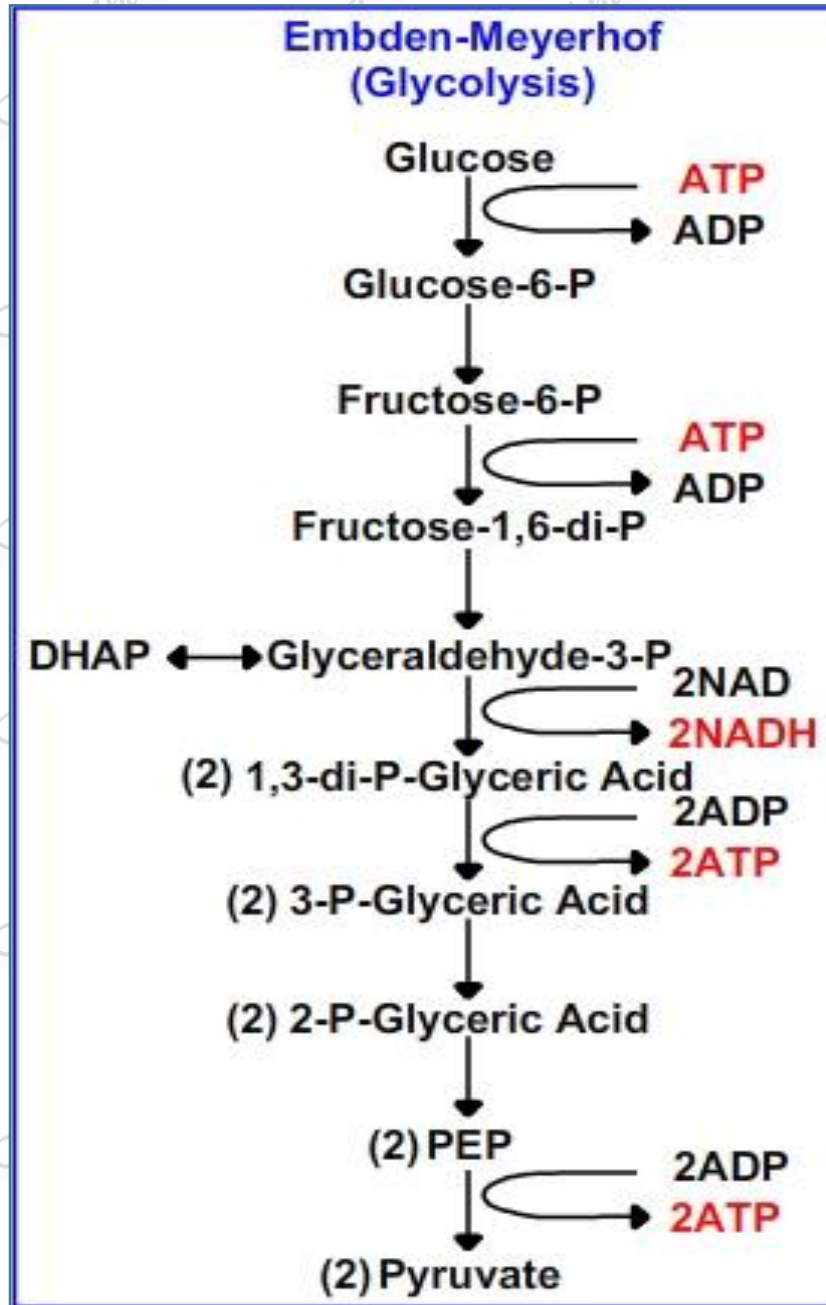 Embden-Meyerhof
(Glycolysis)
Glucose
ATP
ADP
Glucose-6-P
Fructose-6-P
ATP
ADP
Fructose-1,6-di-P
DHAP Glyceraldehyde-3-P
2NAD
2NADH
(2) 1,3-di-P-Glyceric Acid
2ADP
2ATP
(2) 3-P-Glyceric Acid
(2) 2-P-Glyceric Acid
(2) PEP
2ADP
2ATP
(2) Pyruvate